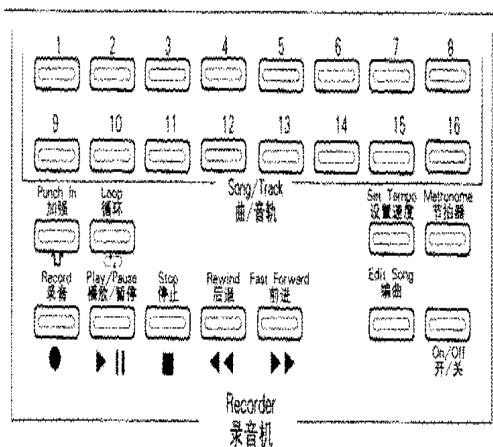 1 2 3 4 5 6 7 8
9 10 11 12 13 14 15 16
Song/Track
曲/音轨
Punch In
加强
Loop
循环
Set Tempo
设置速度
Metronome
节拍器
Record
录音
Play/Pause
播放/暂停
Stop
停止
Rewind
后退
Fast Forward
前进
Edit Song
编曲
On/Off
开/关
Recorder
录音机